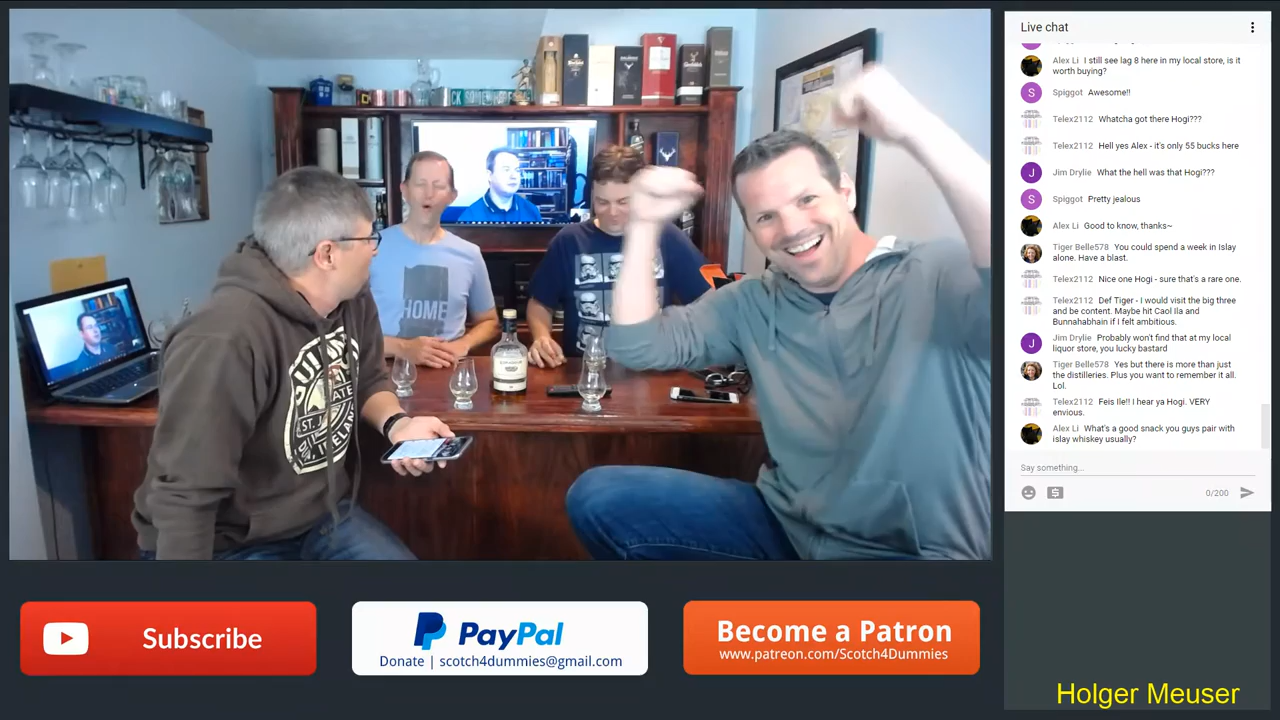 Live chat
Alex Li I still see lag 8 here in my local store, is it
worth buying?
Spiggot Awesome!!
Telex2112 Whatcha got there Hogi???
Telex2112 Hell yes Alex - it's only 55 bucks here
Jim Drylie What the hell was that Hogi???
Spiggot Pretty jealous
Alex Li Good to know, thanks~
Tiger Belle578 You could spend a week in Islay
alone. Have a blast.
Telex2112 Nice one Hogi - sure that's a rare one.
Telex2112 Def Tiger - I would visit the big three
and be content. Maybe hit Caol Ila and
Bunnahabhain if I felt ambitious.
Jim Drylie Probably won't find that at my local
liquor store, you lucky bastard
Tiger Belle578 Yes but there is more than just
the distilleries. Plus you want to remember it all.
Lol.
Telex2112 Feis Ile!! I hear ya Hogi. VERY
envious.
Alex Li What's a good snack you guys pair with
islay whiskey usually?
Say something...
0/200
HOME
Subscribe
PayPal
Donate | scotch4dummies@gmail.com
Become a Patron
www.patreon.com/Scotch4Dummies
Holger Meuser